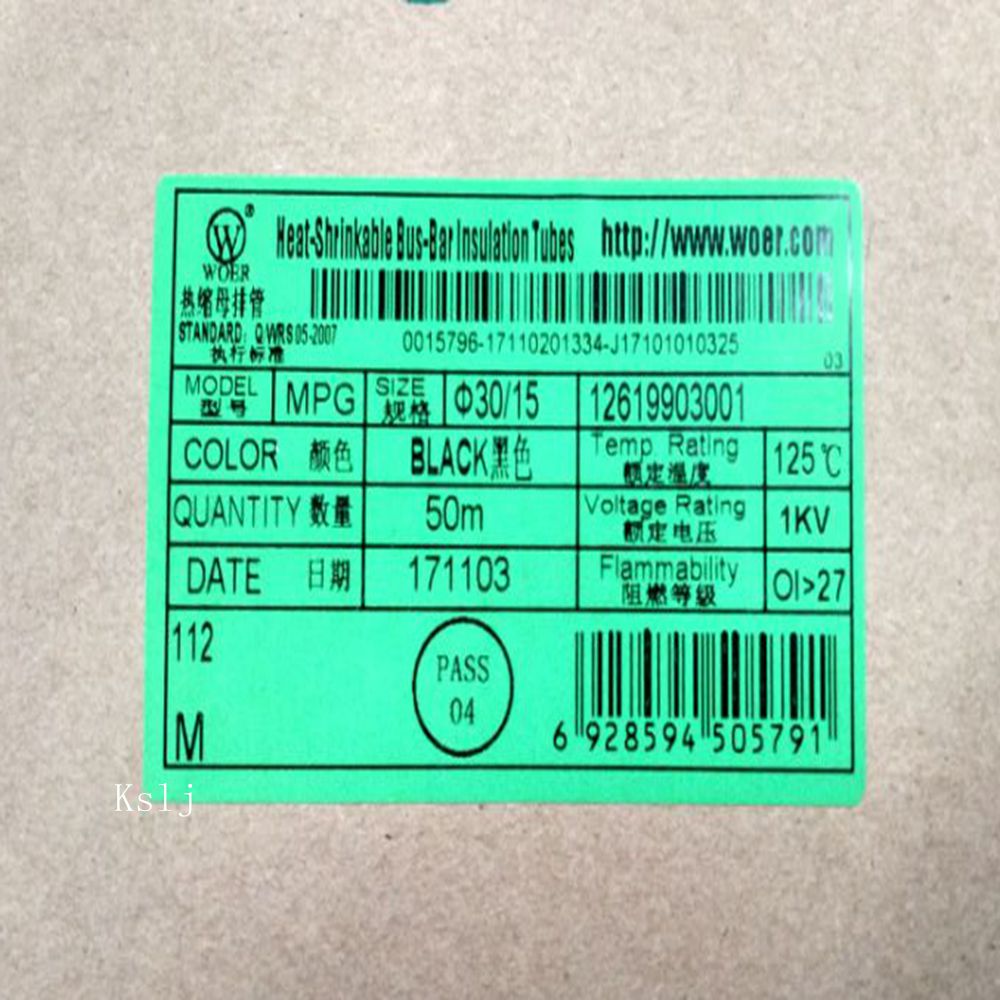 W®
WOER
Heat-Shrinkable Bus-Bar Insulation Tubes http://www.woer.com
热缩母排管
STANDARD: Q/WRS 05-2007
执行标准
0015796-17110201334-J17101010325
03
MODEL 型号 MPG SIZE 规格 Φ30/15 12619903001
COLOR 颜色 BLACK黑色 Temp. Rating 额定温度 125℃
QUANTITY 数量 50m Voltage Rating 额定电压 1KV
DATE 日期 171103 Flammability 阻燃等级 OI>27
112
PASS
04
M
6 928594 505791
Kslj